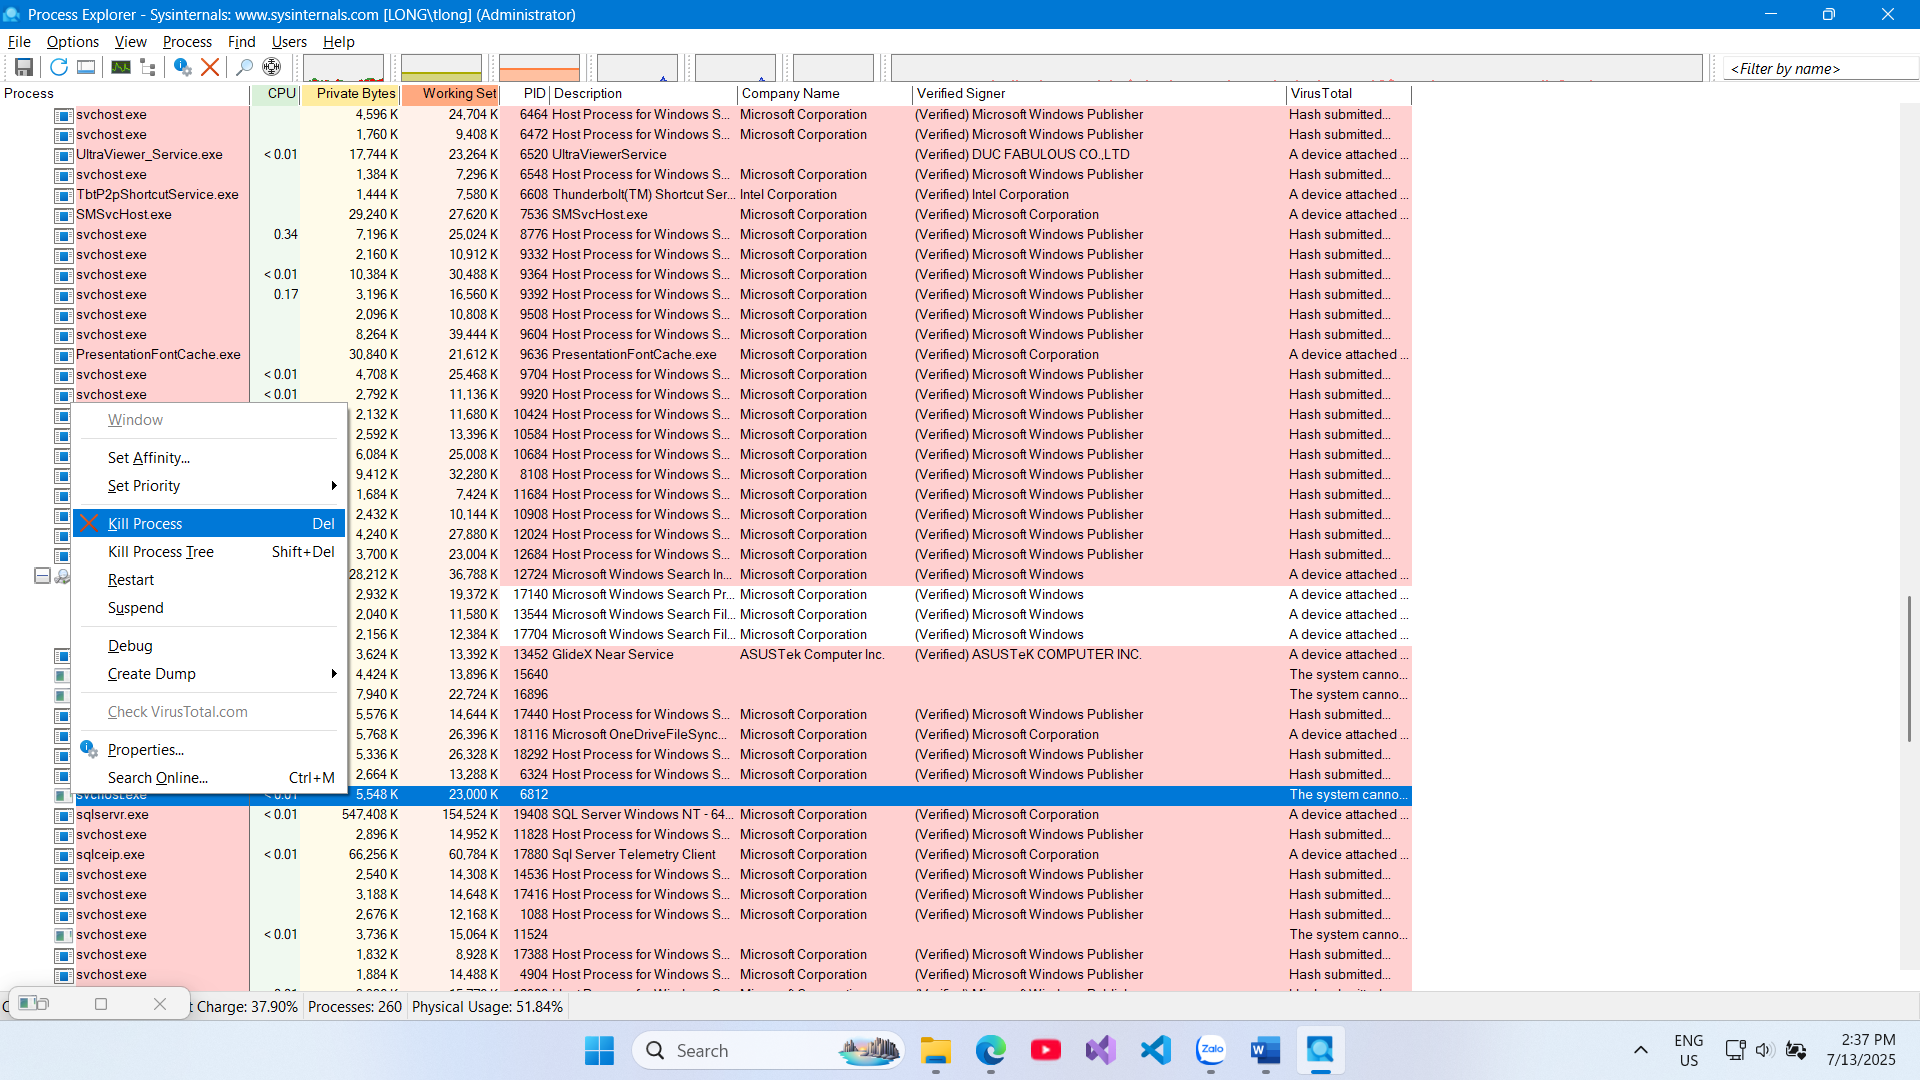 Process Explorer - Sysinternals: www.sysinternals.com [LONG\tlong] (Administrator)
File Options View Process Find Users Help
<Filter by name>
Process CPU Private Bytes Working Set PID Description Company Name Verified Signer VirusTotal
svchost.exe 4,596 K 24,704 K 6464 Host Process for Windows S... Microsoft Corporation (Verified) Microsoft Windows Publisher Hash submitted...
svchost.exe 1,760 K 9,408 K 6472 Host Process for Windows S... Microsoft Corporation (Verified) Microsoft Windows Publisher Hash submitted...
UltraViewer_Service.exe < 0.01 17,744 K 23,264 K 6520 UltraViewerService (Verified) DUC FABULOUS CO.,LTD A device attached ...
svchost.exe 1,384 K 7,296 K 6548 Host Process for Windows S... Microsoft Corporation (Verified) Microsoft Windows Publisher Hash submitted...
TbtP2pShortcutService.exe 1,444 K 7,580 K 6608 Thunderbolt(TM) Shortcut Ser... Intel Corporation (Verified) Intel Corporation A device attached ...
SMSvcHost.exe 29,240 K 27,620 K 7536 SMSvcHost.exe Microsoft Corporation (Verified) Microsoft Corporation A device attached ...
svchost.exe 0.34 7,196 K 25,024 K 8776 Host Process for Windows S... Microsoft Corporation (Verified) Microsoft Windows Publisher Hash submitted...
svchost.exe 2,160 K 10,912 K 9332 Host Process for Windows S... Microsoft Corporation (Verified) Microsoft Windows Publisher Hash submitted...
svchost.exe < 0.01 10,384 K 30,488 K 9364 Host Process for Windows S... Microsoft Corporation (Verified) Microsoft Windows Publisher Hash submitted...
svchost.exe 0.17 3,196 K 16,560 K 9392 Host Process for Windows S... Microsoft Corporation (Verified) Microsoft Windows Publisher Hash submitted...
svchost.exe 2,096 K 10,808 K 9508 Host Process for Windows S... Microsoft Corporation (Verified) Microsoft Windows Publisher Hash submitted...
svchost.exe 8,264 K 39,444 K 9604 Host Process for Windows S... Microsoft Corporation (Verified) Microsoft Windows Publisher Hash submitted...
PresentationFontCache.exe 30,840 K 21,612 K 9636 PresentationFontCache.exe Microsoft Corporation (Verified) Microsoft Corporation A device attached ...
svchost.exe < 0.01 4,708 K 25,468 K 9704 Host Process for Windows S... Microsoft Corporation (Verified) Microsoft Windows Publisher Hash submitted...
svchost.exe < 0.01 2,792 K 11,136 K 9920 Host Process for Windows S... Microsoft Corporation (Verified) Microsoft Windows Publisher Hash submitted...
2,132 K 11,680 K 10424 Host Process for Windows S... Microsoft Corporation (Verified) Microsoft Windows Publisher Hash submitted...
2,592 K 13,396 K 10584 Host Process for Windows S... Microsoft Corporation (Verified) Microsoft Windows Publisher Hash submitted...
6,084 K 25,008 K 10684 Host Process for Windows S... Microsoft Corporation (Verified) Microsoft Windows Publisher Hash submitted...
9,412 K 32,280 K 8108 Host Process for Windows S... Microsoft Corporation (Verified) Microsoft Windows Publisher Hash submitted...
1,684 K 7,424 K 11684 Host Process for Windows S... Microsoft Corporation (Verified) Microsoft Windows Publisher Hash submitted...
2,432 K 10,144 K 10908 Host Process for Windows S... Microsoft Corporation (Verified) Microsoft Windows Publisher Hash submitted...
4,240 K 27,880 K 12024 Host Process for Windows S... Microsoft Corporation (Verified) Microsoft Windows Publisher Hash submitted...
3,700 K 23,004 K 12684 Host Process for Windows S... Microsoft Corporation (Verified) Microsoft Windows Publisher Hash submitted...
28,212 K 36,788 K 12724 Microsoft Windows Search In... Microsoft Corporation (Verified) Microsoft Windows A device attached ...
2,932 K 19,372 K 17140 Microsoft Windows Search Pr... Microsoft Corporation (Verified) Microsoft Windows A device attached ...
2,040 K 11,580 K 13544 Microsoft Windows Search Fil... Microsoft Corporation (Verified) Microsoft Windows A device attached ...
2,156 K 12,384 K 17704 Microsoft Windows Search Fil... Microsoft Corporation (Verified) Microsoft Windows A device attached ...
3,624 K 13,392 K 13452 GlideX Near Service ASUSTek Computer Inc. (Verified) ASUSTeK COMPUTER INC. A device attached ...
4,424 K 13,896 K 15640 The system canno...
7,940 K 22,724 K 16896 The system canno...
5,576 K 14,644 K 17440 Host Process for Windows S... Microsoft Corporation (Verified) Microsoft Windows Publisher Hash submitted...
5,768 K 26,396 K 18116 Microsoft OneDriveFileSync... Microsoft Corporation (Verified) Microsoft Corporation A device attached ...
5,336 K 26,328 K 18292 Host Process for Windows S... Microsoft Corporation (Verified) Microsoft Windows Publisher Hash submitted...
2,664 K 13,288 K 6324 Host Process for Windows S... Microsoft Corporation (Verified) Microsoft Windows Publisher Hash submitted...
svchost.exe < 0.01 5,548 K 23,000 K 6812 The system canno...
sqlservr.exe < 0.01 547,408 K 154,524 K 19408 SQL Server Windows NT - 64... Microsoft Corporation (Verified) Microsoft Corporation A device attached ...
svchost.exe 2,896 K 14,952 K 11828 Host Process for Windows S... Microsoft Corporation (Verified) Microsoft Windows Publisher Hash submitted...
sqlceip.exe < 0.01 66,256 K 60,784 K 17880 Sql Server Telemetry Client Microsoft Corporation (Verified) Microsoft Corporation A device attached ...
svchost.exe 2,540 K 14,308 K 14536 Host Process for Windows S... Microsoft Corporation (Verified) Microsoft Windows Publisher Hash submitted...
svchost.exe 3,188 K 14,648 K 17416 Host Process for Windows S... Microsoft Corporation (Verified) Microsoft Windows Publisher Hash submitted...
svchost.exe 2,676 K 12,168 K 1088 Host Process for Windows S... Microsoft Corporation (Verified) Microsoft Windows Publisher Hash submitted...
svchost.exe < 0.01 3,736 K 15,064 K 11524 The system canno...
svchost.exe 1,832 K 8,928 K 17388 Host Process for Windows S... Microsoft Corporation (Verified) Microsoft Windows Publisher Hash submitted...
svchost.exe 1,884 K 14,488 K 4904 Host Process for Windows S... Microsoft Corporation (Verified) Microsoft Windows Publisher Hash submitted...
Window
Set Affinity...
Set Priority
Kill Process Del
Kill Process Tree Shift+Del
Restart
Suspend
Debug
Create Dump
Check VirusTotal.com
Properties...
Search Online... Ctrl+M
t Charge: 37.90% Processes: 260 Physical Usage: 51.84%
Search
Zalo
ENG
US
2:37 PM
7/13/2025